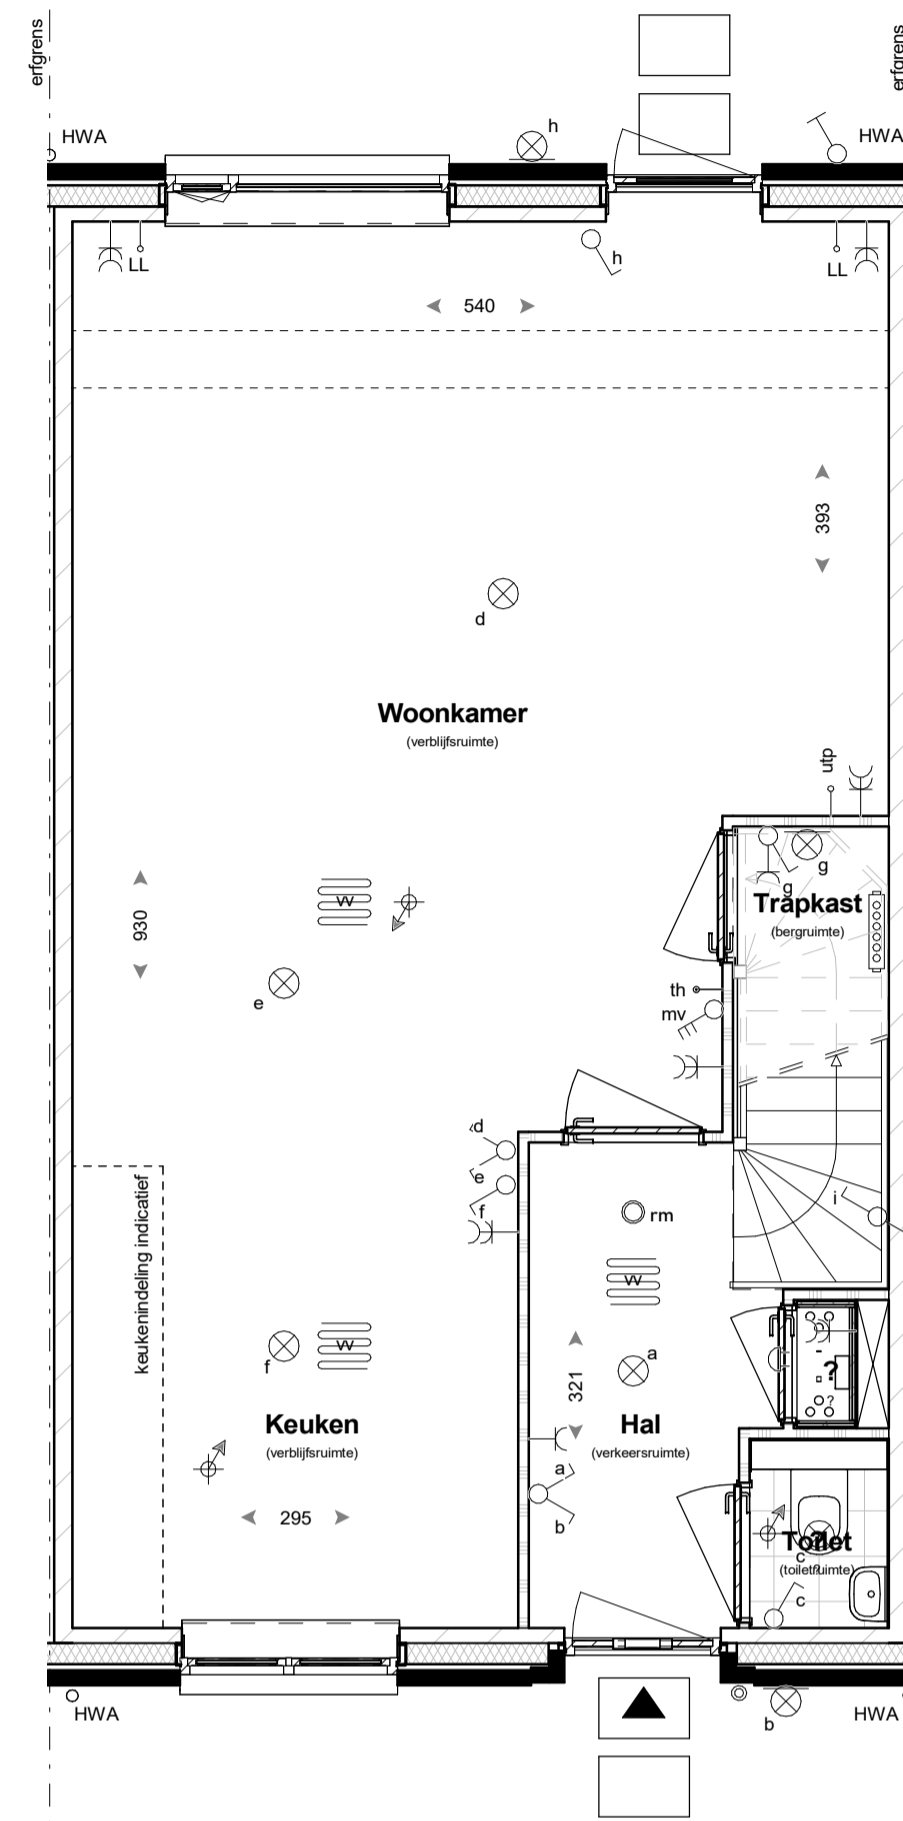 erfgrens
erfgrens
HWA
h
HWA
LL
h
LL
540
393
d
Woonkamer
(verblijfsruimte)
utp
g
g
Trapkast
(bergruimte)
930
e
th
mv
d
e
f
i
rm
keukenindeling indicatief
f
a
321
?
?
Keuken
(verblijfsruimte)
Hal
(verkeersruimte)
a
b
295
Toilet
c
(toiletruimte)
c
HWA
b
HWA